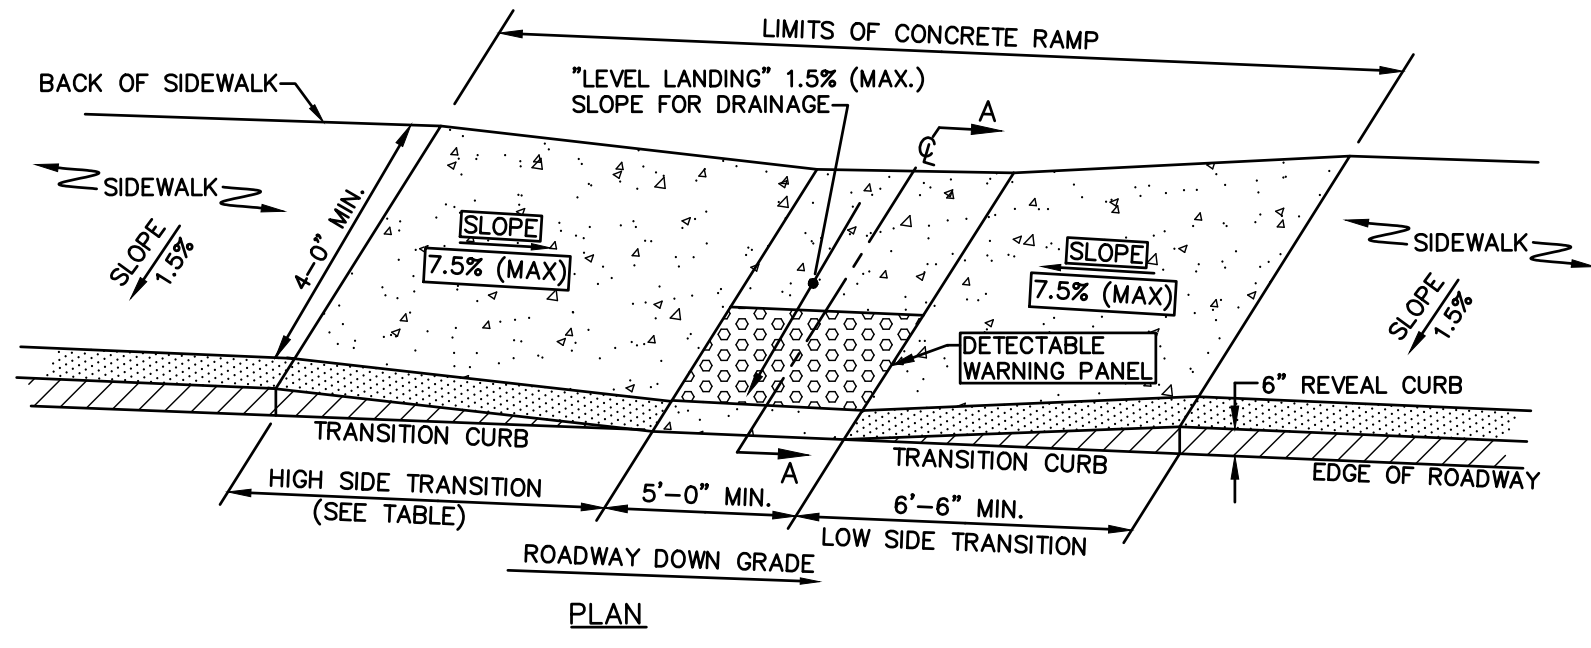 LIMITS OF CONCRETE RAMP
"LEVEL LANDING" 1.5% (MAX.)
SLOPE FOR DRAINAGE
BACK OF SIDEWALK
A
℄
SIDEWALK
SLOPE
1.5%
4'-0" MIN.
SLOPE
7.5% (MAX)
SLOPE
7.5% (MAX)
SIDEWALK
SLOPE
1.5%
DETECTABLE
WARNING PANEL
6" REVEAL CURB
TRANSITION CURB
TRANSITION CURB
EDGE OF ROADWAY
A
HIGH SIDE TRANSITION
(SEE TABLE)
5'-0" MIN.
6'-6" MIN.
LOW SIDE TRANSITION
ROADWAY DOWN GRADE
PLAN